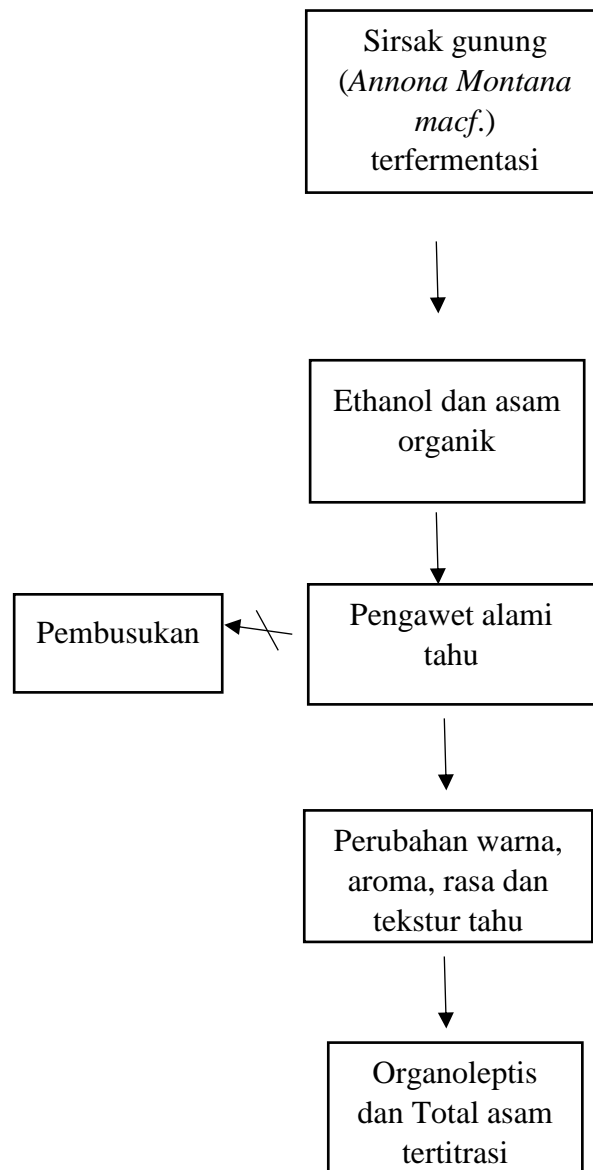 Sirsak gunung
(Annona Montana
macf.)
terfermentasi
Ethanol dan asam
organik
Pembusukan
Pengawet alami
tahu
Perubahan warna,
aroma, rasa dan
tekstur tahu
Organoleptis
dan Total asam
tertitrasi